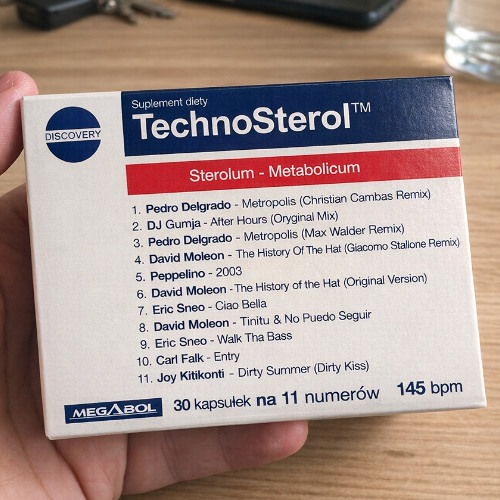 Suplement diety
DISCOVERY
TechnoSterol™
Sterolum - Metabolicum
1. Pedro Delgrado - Metropolis (Christian Cambas Remix)
2. DJ Gumja - After Hours (Oryginal Mix)
3. Pedro Delgrado - Metropolis (Max Walder Remix)
4. David Moleon - The History Of The Hat (Giacomo Stallone Remix)
5. Peppelino - 2003
6. David Moleon - The History of the Hat (Original Version)
7. Eric Sneo - Ciao Bella
8. David Moleon - Tinitu & No Puedo Seguir
9. Eric Sneo - Walk Tha Bass
10. Carl Falk - Entry
11. Joy Kitikonti - Dirty Summer (Dirty Kiss)
MEGABOL 30 kapsułek na 11 numerów 145 bpm